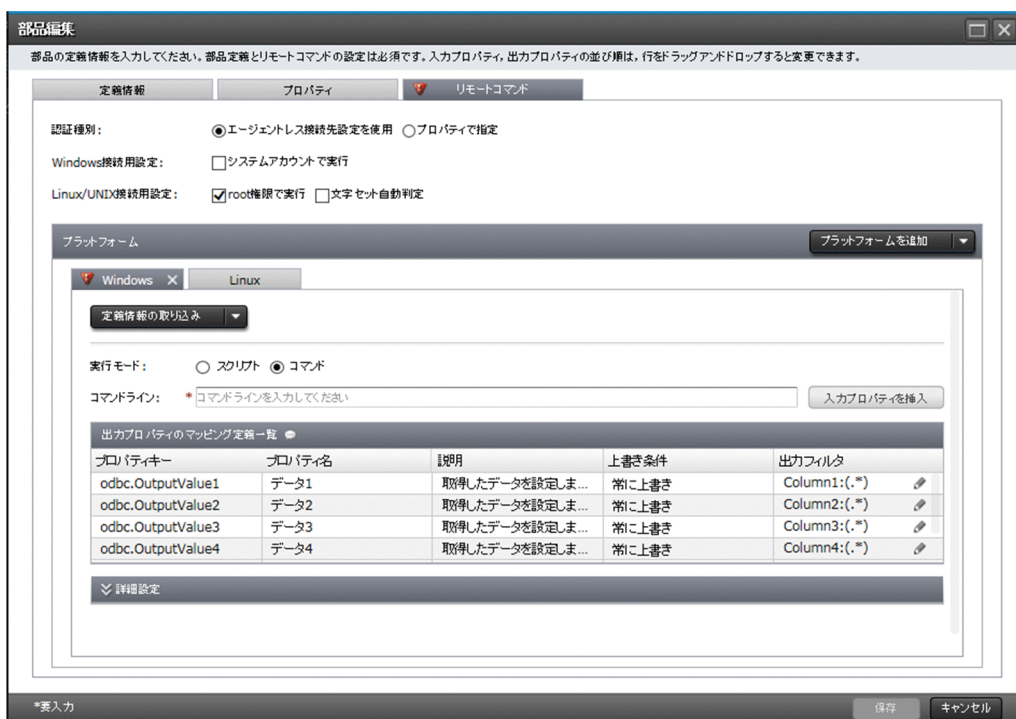 部品編集
部品の定義情報を入力してください。部品定義とリモートコマンドの設定は必須です。入力プロパティ，出力プロパティの並び順は，行をドラッグアンドドロップすると変更できます。
定義情報 プロパティ リモートコマンド
認証種別： エージェントレス接続先設定を使用 プロパティで指定
Windows接続用設定： システムアカウントで実行
Linux/UNIX接続用設定： root権限で実行 文字セット自動判定
プラットフォーム プラットフォームを追加
Windows Linux
定義情報の取り込み
実行モード： スクリプト コマンド
コマンドライン： *コマンドラインを入力してください 入力プロパティを挿入
出力プロパティのマッピング定義一覧
プロパティキー プロパティ名 説明 上書き条件 出力フィルタ
odbc.OutputValue1 データ1 取得したデータを設定しま... 常に上書き Column1:(.*)
odbc.OutputValue2 データ2 取得したデータを設定しま... 常に上書き Column2:(.*)
odbc.OutputValue3 データ3 取得したデータを設定しま... 常に上書き Column3:(.*)
odbc.OutputValue4 データ4 取得したデータを設定しま... 常に上書き Column4:(.*)
詳細設定
*要入力 保存 キャンセル